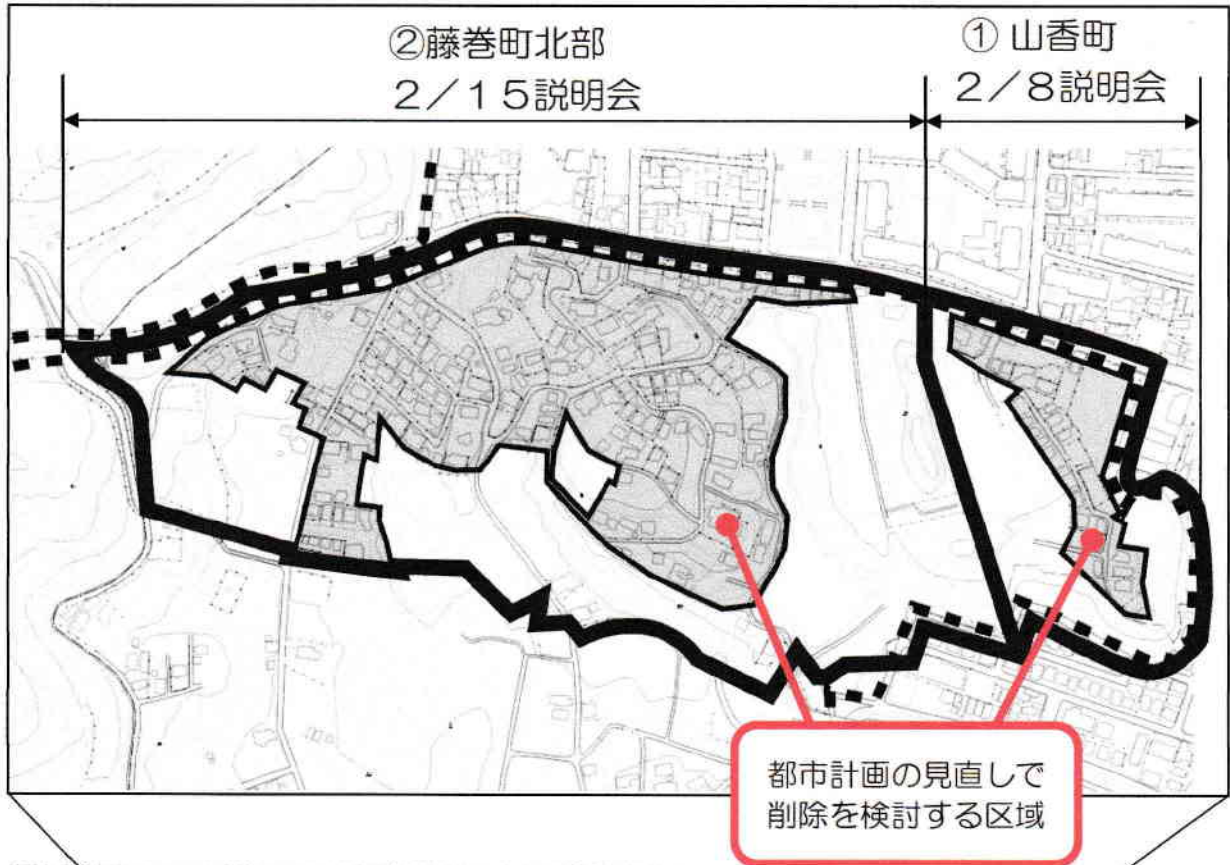 ②藤巻町北部
2/15説明会
① 山香町
2/8説明会
都市計画の見直しで
削除を検討する区域